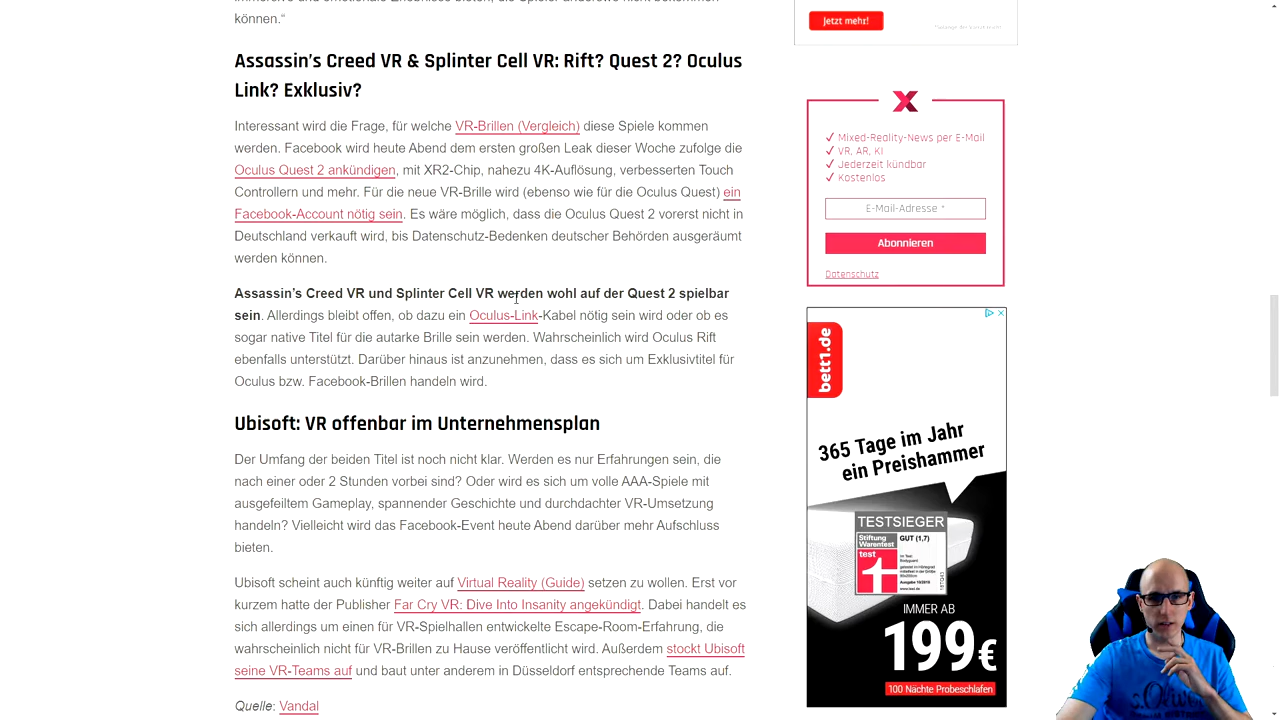 können.“
Assassin’s Creed VR & Splinter Cell VR: Rift? Quest 2? Oculus
Link? Exklusiv?
Interessant wird die Frage, für welche VR-Brillen (Vergleich) diese Spiele kommen
werden. Facebook wird heute Abend dem ersten großen Leak dieser Woche zufolge die
Oculus Quest 2 ankündigen, mit XR2-Chip, nahezu 4K-Auflösung, verbesserten Touch
Controllern und mehr. Für die neue VR-Brille wird (ebenso wie für die Oculus Quest) ein
Facebook-Account nötig sein. Es wäre möglich, dass die Oculus Quest 2 vorerst nicht in
Deutschland verkauft wird, bis Datenschutz-Bedenken deutscher Behörden ausgeräumt
werden können.
Assassin’s Creed VR und Splinter Cell VR werden wohl auf der Quest 2 spielbar
sein. Allerdings bleibt offen, ob dazu ein Oculus-Link-Kabel nötig sein wird oder ob es
sogar native Titel für die autarke Brille sein werden. Wahrscheinlich wird Oculus Rift
ebenfalls unterstützt. Darüber hinaus ist anzunehmen, dass es sich um Exklusivtitel für
Oculus bzw. Facebook-Brillen handeln wird.
Ubisoft: VR offenbar im Unternehmensplan
Der Umfang der beiden Titel ist noch nicht klar. Werden es nur Erfahrungen sein, die
nach einer oder 2 Stunden vorbei sind? Oder wird es sich um volle AAA-Spiele mit
ausgefeiltem Gameplay, spannender Geschichte und durchdachter VR-Umsetzung
handeln? Vielleicht wird das Facebook-Event heute Abend darüber mehr Aufschluss
bieten.
Ubisoft scheint auch künftig weiter auf Virtual Reality (Guide) setzen zu wollen. Erst vor
kurzem hatte der Publisher Far Cry VR: Dive Into Insanity angekündigt. Dabei handelt es
sich allerdings um einen für VR-Spielhallen entwickelte Escape-Room-Erfahrung, die
wahrscheinlich nicht für VR-Brillen zu Hause veröffentlicht wird. Außerdem stockt Ubisoft
seine VR-Teams auf und baut unter anderem in Düsseldorf entsprechende Teams auf.
Quelle: Vandal
Jetzt mehr!
X
✓ Mixed-Reality-News per E-Mail
✓ VR, AR, KI
✓ Jederzeit kündbar
✓ Kostenlos
E-Mail-Adresse *
Abonnieren
Datenschutz
bett1.de
365 Tage im Jahr
ein Preishammer
TESTSIEGER
Stiftung
Warentest
test
GUT (1,7)
IMMER AB
199€
100 Nächte Probeschlafen
s.Oliver